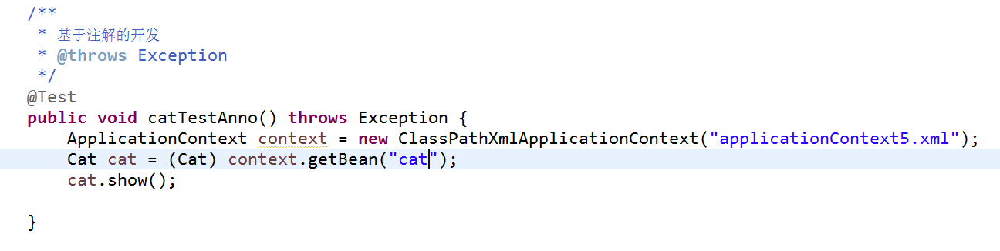 /**
 * 基于注解的开发
 * @throws Exception
 */
@Test
public void catTestAnno() throws Exception {
    ApplicationContext context = new ClassPathXmlApplicationContext("applicationContext5.xml");
    Cat cat = (Cat) context.getBean("cat");
    cat.show();
}